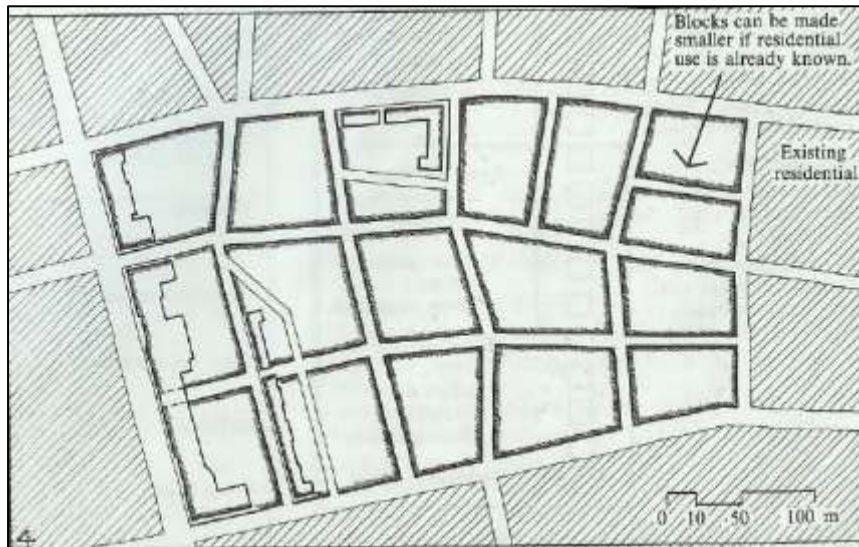 Blocks can be made
smaller if residential
use is already known.
Existing
residential
0 10 50 100 m
4